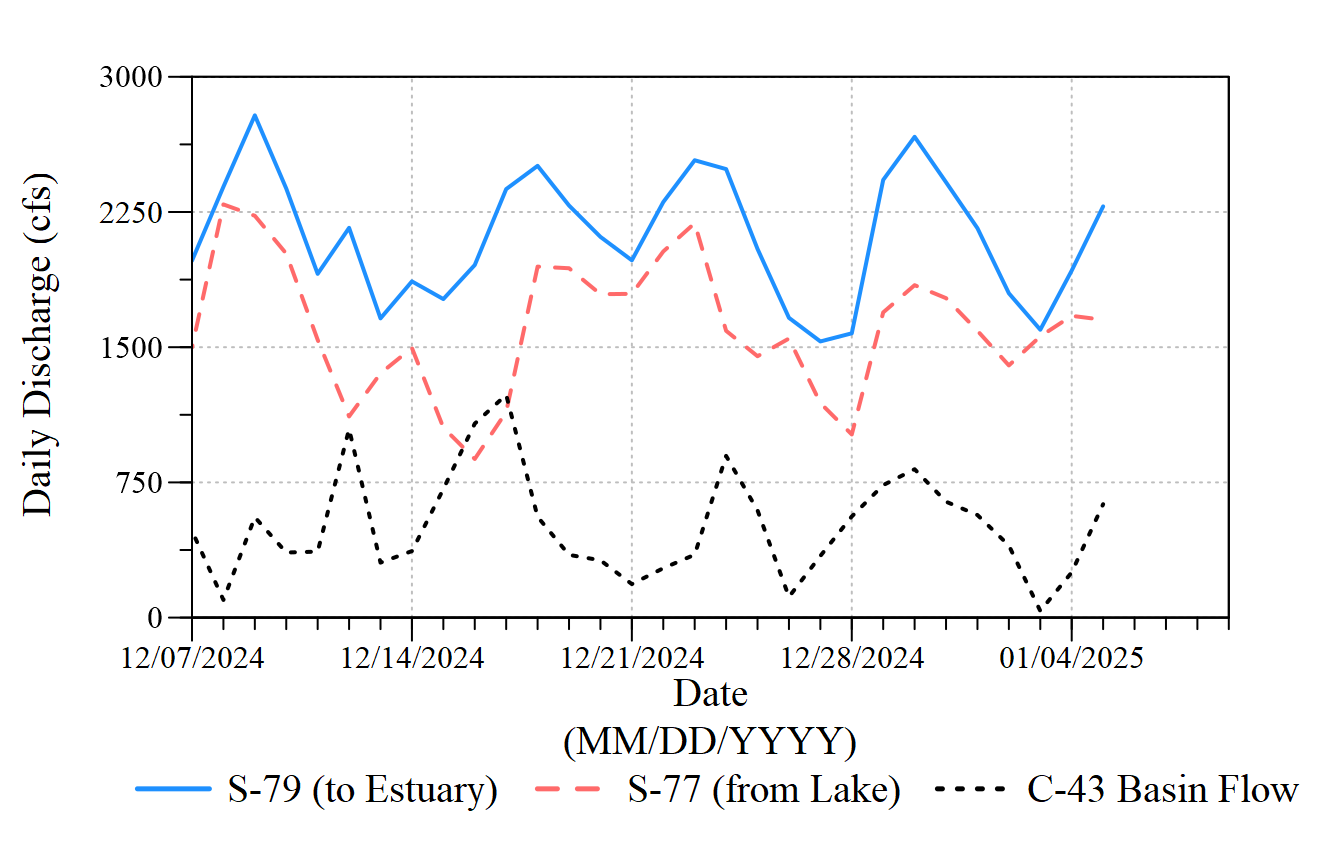 3000
2250
1500
750
0
Daily Discharge (cfs)
12/07/2024 12/14/2024 12/21/2024 12/28/2024 01/04/2025
Date
(MM/DD/YYYY)
S-79 (to Estuary) S-77 (from Lake) C-43 Basin Flow